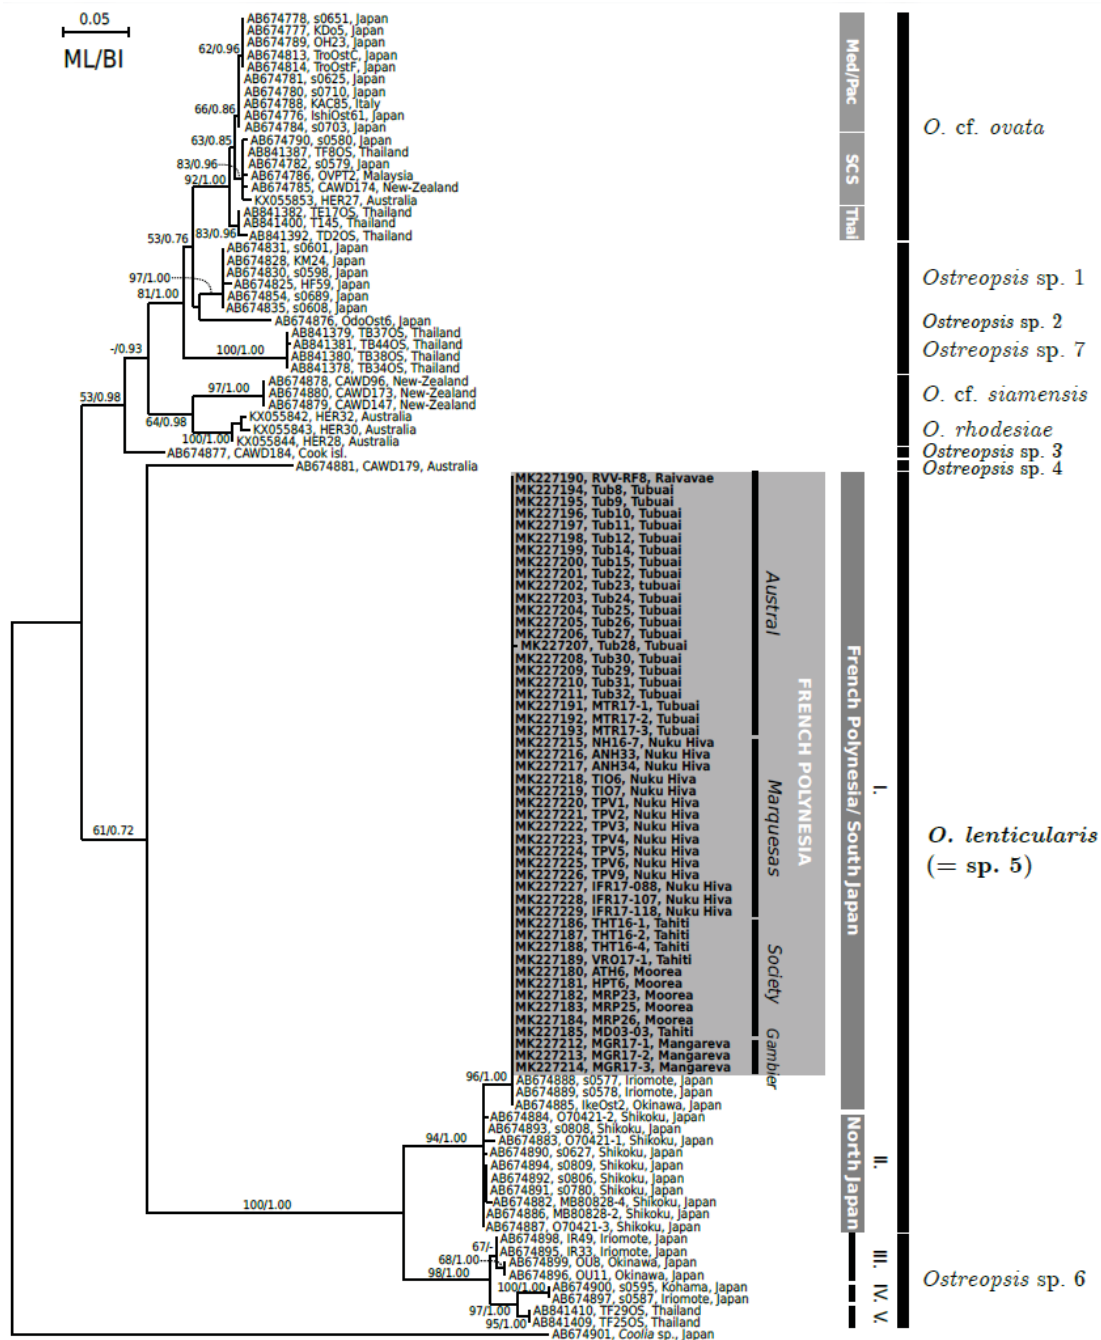 0.05
ML/BI
AB674778, s0651, Japan
AB674777, KDo5, Japan
AB674789, OH23, Japan
62/0.96
AB674813, TroOstC, Japan
AB674814, TroOstF, Japan
AB674781, s0625, Japan
AB674780, s0710, Japan
AB674788, KAC85, Italy
66/0.86
AB674776, IshiOst61, Japan
AB674784, s0703, Japan
63/0.85
AB674790, s0580, Japan
AB841387, TF8OS, Thailand
83/0.96
AB674782, s0579, Japan
AB674786, OVPT2, Malaysia
92/1.00
AB674785, CAWD174, New-Zealand
KX055853, HER27, Australia
AB841382, TE17OS, Thailand
AB841400, T145, Thailand
83/0.96
AB841392, TD2OS, Thailand
53/0.76
AB674831, s0601, Japan
AB674828, KM24, Japan
AB674830, s0598, Japan
97/1.00
AB674825, HF59, Japan
81/1.00
AB674854, s0689, Japan
AB674835, s0608, Japan
AB674876, OdoOst6, Japan
AB841379, TB37OS, Thailand
AB841381, TB44OS, Thailand
-/0.93
100/1.00
AB841380, TB38OS, Thailand
AB841378, TB34OS, Thailand
AB674878, CAWD96, New-Zealand
97/1.00
AB674880, CAWD173, New-Zealand
53/0.98
AB674879, CAWD147, New-Zealand
64/0.98
KX055842, HER32, Australia
KX055843, HER30, Australia
100/1.00
KX055844, HER28, Australia
AB674877, CAWD184, Cook isl.
AB674881, CAWD179, Australia
MK227190, RVV-RF8, Raivavae
MK227194, Tub8, Tubuai
MK227195, Tub9, Tubuai
MK227196, Tub10, Tubuai
MK227197, Tub11, Tubuai
MK227198, Tub12, Tubuai
MK227199, Tub14, Tubuai
MK227200, Tub15, Tubuai
MK227201, Tub22, Tubuai
MK227202, Tub23, tubuai
MK227203, Tub24, Tubuai
MK227204, Tub25, Tubuai
MK227205, Tub26, Tubuai
MK227206, Tub27, Tubuai
MK227207, Tub28, Tubuai
MK227208, Tub30, Tubuai
MK227209, Tub29, Tubuai
MK227210, Tub31, Tubuai
MK227211, Tub32, Tubuai
MK227191, MTR17-1, Tubuai
MK227192, MTR17-2, Tubuai
MK227193, MTR17-3, Tubuai
MK227215, NH16-7, Nuku Hiva
MK227216, ANH33, Nuku Hiva
MK227217, ANH34, Nuku Hiva
MK227218, TIO6, Nuku Hiva
MK227219, TIO7, Nuku Hiva
MK227220, TPV1, Nuku Hiva
MK227221, TPV2, Nuku Hiva
MK227222, TPV3, Nuku Hiva
61/0.72
MK227223, TPV4, Nuku Hiva
MK227224, TPV5, Nuku Hiva
MK227225, TPV6, Nuku Hiva
MK227226, TPV9, Nuku Hiva
MK227227, IFR17-088, Nuku Hiva
MK227228, IFR17-107, Nuku Hiva
MK227229, IFR17-118, Nuku Hiva
MK227186, THT16-1, Tahiti
MK227187, THT16-2, Tahiti
MK227188, THT16-4, Tahiti
MK227189, VRO17-1, Tahiti
MK227180, ATH6, Moorea
MK227181, HPT6, Moorea
MK227182, MRP23, Moorea
MK227183, MRP25, Moorea
MK227184, MRP26, Moorea
MK227185, MD03-03, Tahiti
MK227212, MGR17-1, Mangareva
MK227213, MGR17-2, Mangareva
MK227214, MGR17-3, Mangareva
96/1.00
AB674888, s0577, Iriomote, Japan
AB674889, s0578, Iriomote, Japan
AB674885, IkeOst2, Okinawa, Japan
AB674884, O70421-2, Shikoku, Japan
AB674893, s0808, Shikoku, Japan
94/1.00
AB674883, O70421-1, Shikoku, Japan
AB674890, s0627, Shikoku, Japan
AB674894, s0809, Shikoku, Japan
AB674892, s0806, Shikoku, Japan
AB674891, s0780, Shikoku, Japan
100/1.00
AB674882, MB80828-4, Shikoku, Japan
AB674886, MB80828-2, Shikoku, Japan
AB674887, O70421-3, Shikoku, Japan
AB674898, IR49, Iriomote, Japan
67/-
AB674895, IR33, Iriomote, Japan
68/1.00
AB674899, OU8, Okinawa, Japan
98/1.00
AB674896, OU11, Okinawa, Japan
100/1.00
AB674900, s0595, Kohama, Japan
AB674897, s0587, Iriomote, Japan
97/1.00
AB841410, TF29OS, Thailand
95/1.00
AB841409, TF25OS, Thailand
AB674901, Coolia sp., Japan
Austral
Marquesas
Society
Gambier
FRENCH POLYNESIA
Med/Pac
SCS
Thai
French Polynesia/ South Japan
North Japan
I.
II.
III.
IV.
V.
O. cf. ovata
Ostreopsis sp. 1
Ostreopsis sp. 2
Ostreopsis sp. 7
O. cf. siamensis
O. rhodesiae
Ostreopsis sp. 3
Ostreopsis sp. 4
O. lenticularis
(= sp. 5)
Ostreopsis sp. 6